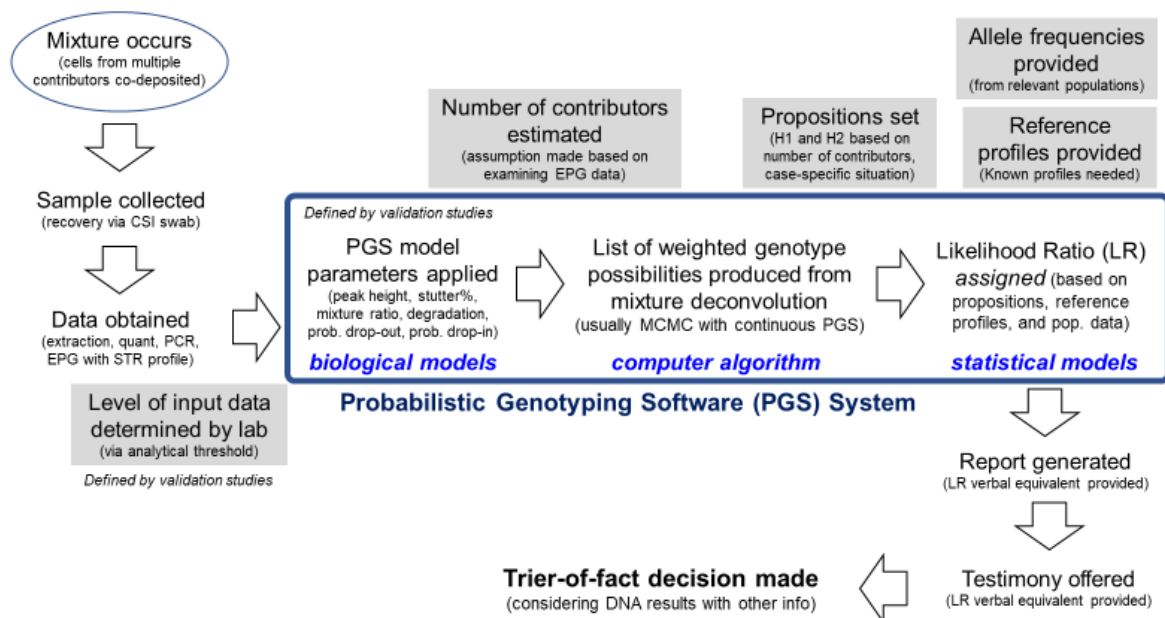 Mixture occurs
(cells from multiple
contributors co-deposited)
Sample collected
(recovery via CSI swab)
Data obtained
(extraction, quant, PCR,
EPG with STR profile)
Level of input data
determined by lab
(via analytical threshold)
Defined by validation studies
Number of contributors
estimated
(assumption made based on
examining EPG data)
Propositions set
(H1 and H2 based on
number of contributors,
case-specific situation)
Allele frequencies
provided
(from relevant populations)
Reference
profiles provided
(Known profiles needed)
Defined by validation studies
PGS model
parameters applied
(peak height, stutter%,
mixture ratio, degradation,
prob. drop-out, prob. drop-in)
biological models
List of weighted genotype
possibilities produced from
mixture deconvolution
(usually MCMC with continuous PGS)
computer algorithm
Likelihood Ratio (LR)
assigned (based on
propositions, reference
profiles, and pop. data)
statistical models
Probabilistic Genotyping Software (PGS) System
Report generated
(LR verbal equivalent provided)
Testimony offered
(LR verbal equivalent provided)
Trier-of-fact decision made
(considering DNA results with other info)